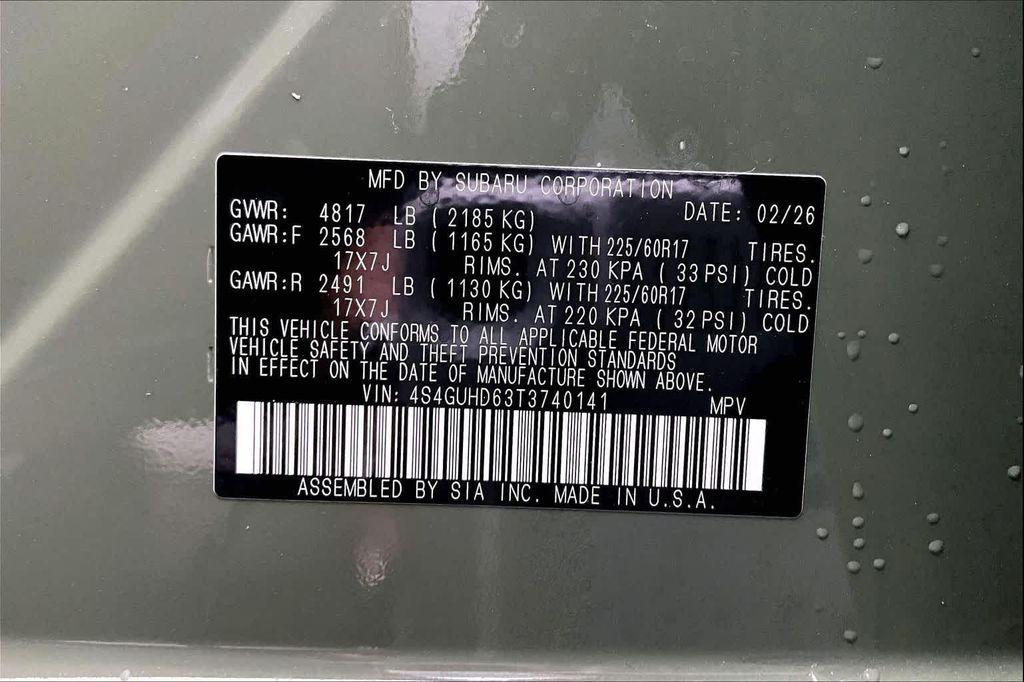 MFD BY SUBARU CORPORATION
DATE: 02/26
GVWR: 4817 LB ( 2185 KG)
GAWR:F 2568 LB ( 1165 KG) WITH 225/60R17 TIRES.
17X7J RIMS. AT 230 KPA ( 33 PSI) COLD
GAWR:R 2491 LB ( 1130 KG) WITH 225/60R17 TIRES.
17X7J RIMS. AT 220 KPA ( 32 PSI) COLD
THIS VEHICLE CONFORMS TO ALL APPLICABLE FEDERAL MOTOR
VEHICLE SAFETY AND THEFT PREVENTION STANDARDS
IN EFFECT ON THE DATE OF MANUFACTURE SHOWN ABOVE.
VIN: 4S4GUHD63T3740141 MPV
ASSEMBLED BY SIA INC. MADE IN U.S.A.